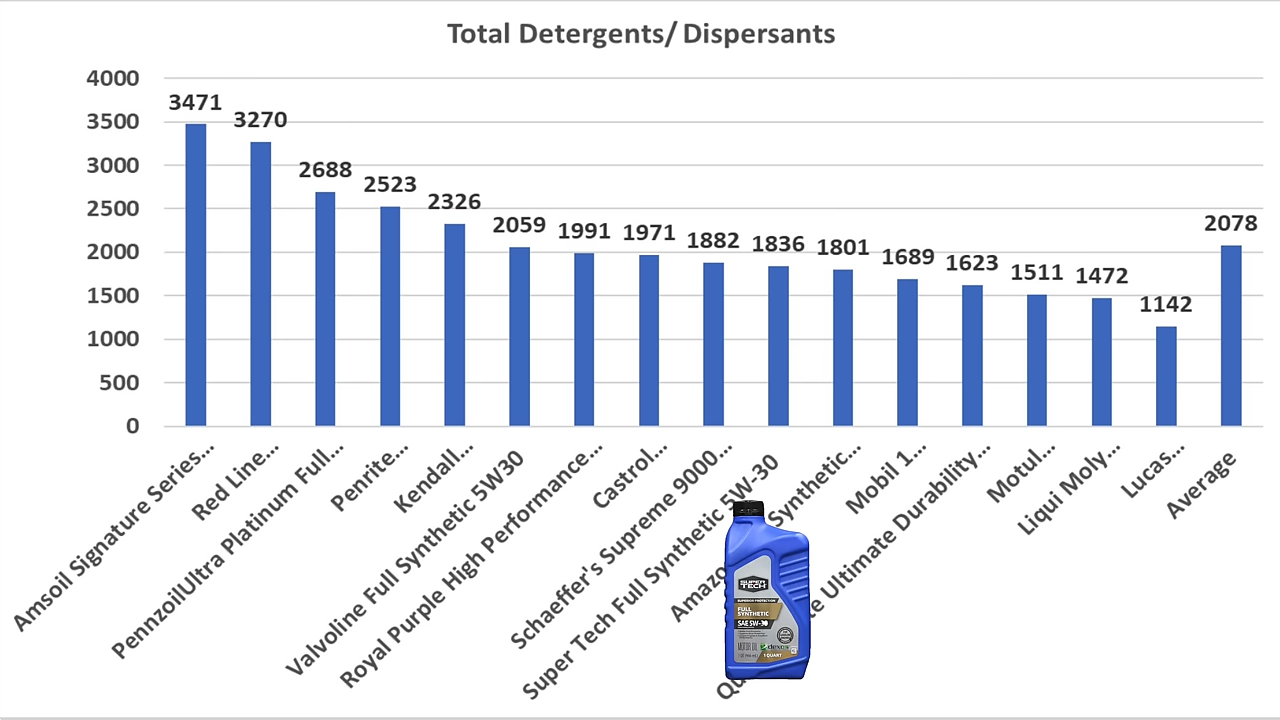 Total Detergents/ Dispersants
4000
3500
3000
2500
2000
1500
1000
500
0
3471
3270
2688
2523
2326
2059
1991
1971
1882
1836
1801
1689
1623
1511
1472
1142
2078
Amsoil Signature Series...
Red Line...
PennzoilUltra Platinum Full...
Penrite...
Kendall...
Valvoline Full Synthetic 5W30
Royal Purple High Performance...
Castrol...
Schaeffer's Supreme 9000...
Super Tech Full Synthetic 5W-30
Synthetic...
Mobil 1...
Ultimate Durability...
Motul...
Liqui Moly...
Lucas...
Average
SUPER
TECH
SUPERIOR PROTECTION
FULL
SYNTHETIC
SAE 5W-30
MOTOR OIL
dexos
1 QUART